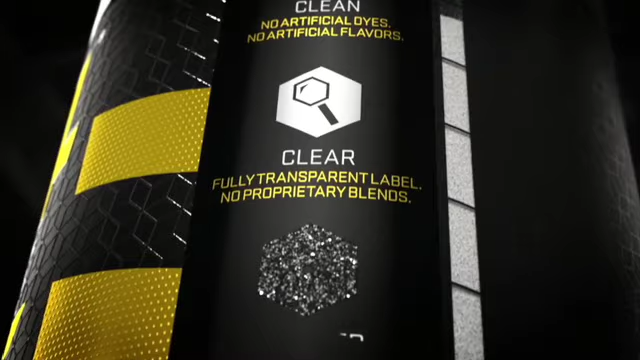 CLEAN
NO ARTIFICIAL DYES.
NO ARTIFICIAL FLAVORS.
CLEAR
FULLY TRANSPARENT LABEL.
NO PROPRIETARY BLENDS.